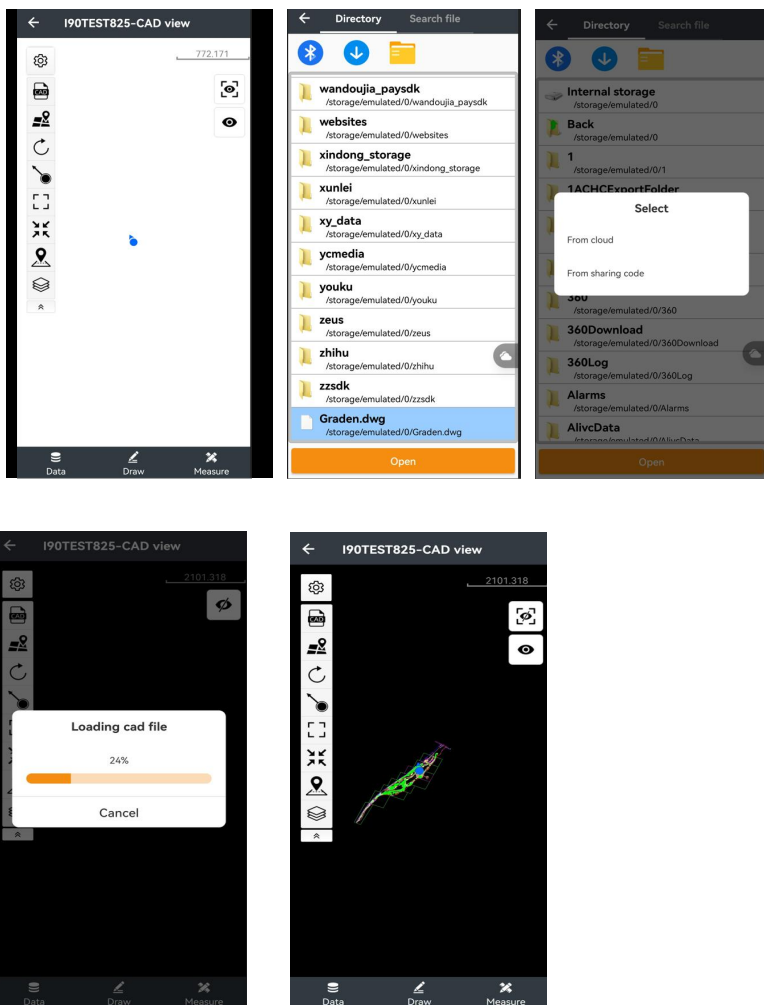 I90TEST825-CAD view
772.171
CAD
Data
Draw
Measure
Directory
Search file
wandoujia_paysdk
/storage/emulated/0/wandoujia_paysdk
websites
/storage/emulated/0/websites
xindong_storage
/storage/emulated/0/xindong_storage
xunlei
/storage/emulated/0/xunlei
xy_data
/storage/emulated/0/xy_data
ycmedia
/storage/emulated/0/ycmedia
youku
/storage/emulated/0/youku
zeus
/storage/emulated/0/zeus
zhihu
/storage/emulated/0/zhihu
zzsdk
/storage/emulated/0/zzsdk
Graden.dwg
/storage/emulated/0/Graden.dwg
Open
Directory
Search file
Internal storage
/storage/emulated/0
Back
/storage/emulated/0
1
/storage/emulated/0/1
1ACHCExportFolder
Select
From cloud
From sharing code
360
/storage/emulated/0/360
360Download
/storage/emulated/0/360Download
360Log
/storage/emulated/0/360Log
Alarms
/storage/emulated/0/Alarms
AlivcData
/storage/emulated/0/AlivcData
Open
I90TEST825-CAD view
2101.318
CAD
Loading cad file
24%
Cancel
Data
Draw
Measure
I90TEST825-CAD view
2101.318
CAD
Data
Draw
Measure